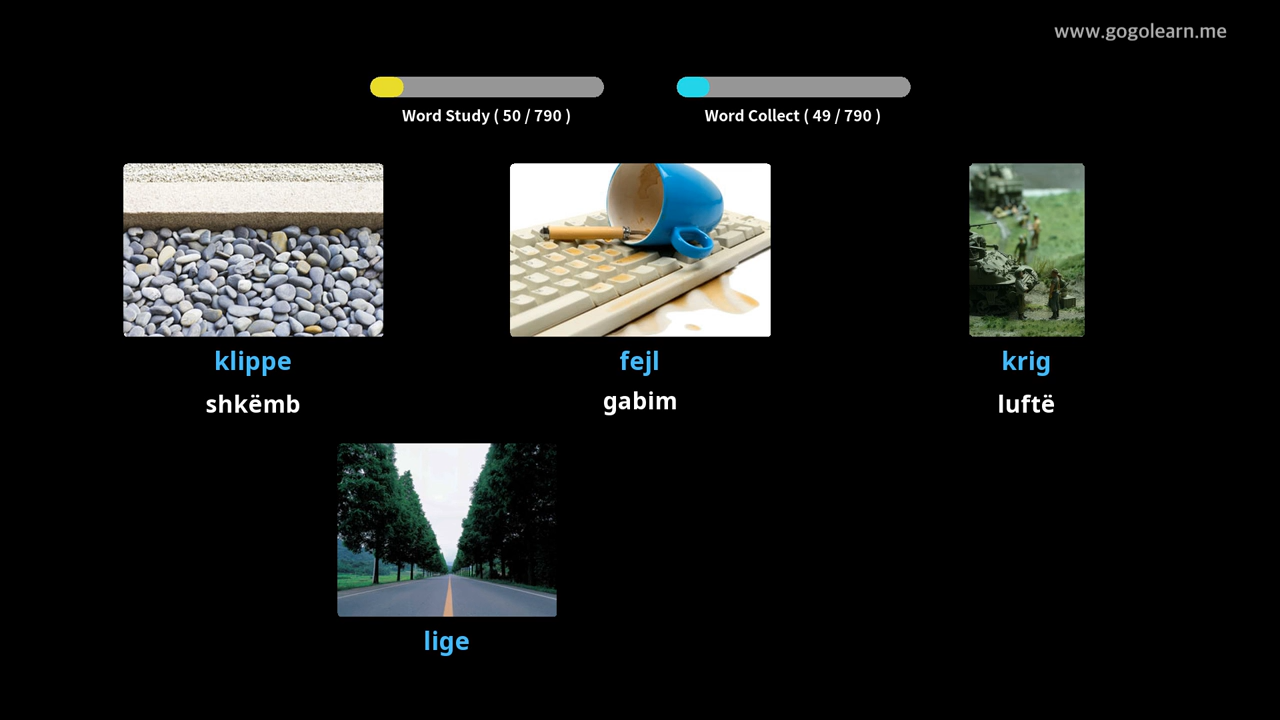 www.gogolearn.me
Word Study ( 50 / 790 )
Word Collect ( 49 / 790 )
klippe
fejl
krig
shkëmb
gabim
luftë
lige